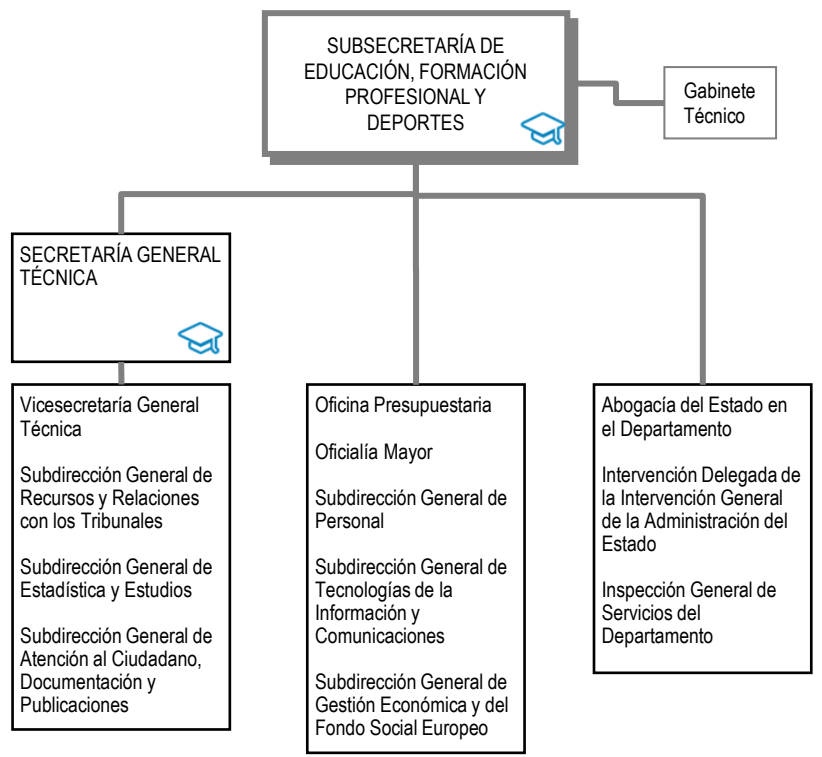 SUBSECRETARÍA DE
EDUCACIÓN, FORMACIÓN
PROFESIONAL Y
DEPORTES
Gabinete
Técnico
SECRETARÍA GENERAL
TÉCNICA
Vicesecretaría General
Técnica
Subdirección General de
Recursos y Relaciones
con los Tribunales
Subdirección General de
Estadística y Estudios
Subdirección General de
Atención al Ciudadano,
Documentación y
Publicaciones
Oficina Presupuestaria
Oficialía Mayor
Subdirección General de
Personal
Subdirección General de
Tecnologías de la
Información y
Comunicaciones
Subdirección General de
Gestión Económica y del
Fondo Social Europeo
Abogacía del Estado en
el Departamento
Intervención Delegada de
la Intervención General
de la Administración del
Estado
Inspección General de
Servicios del
Departamento